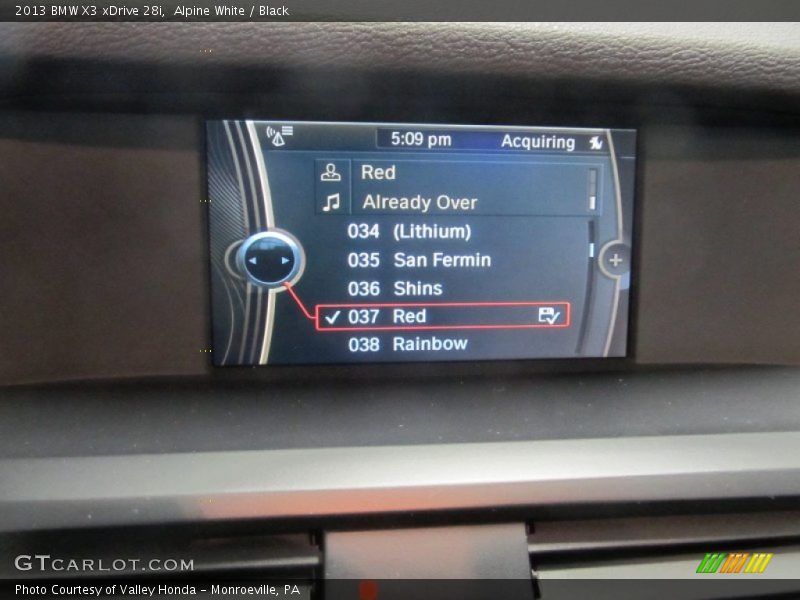 2013 BMW X3 xDrive 28i, Alpine White / Black
5:09 pm Acquiring
Red
Already Over
034 (Lithium)
035 San Fermin
036 Shins
037 Red
038 Rainbow
GTCARLOT.COM
Photo Courtesy of Valley Honda - Monroeville, PA